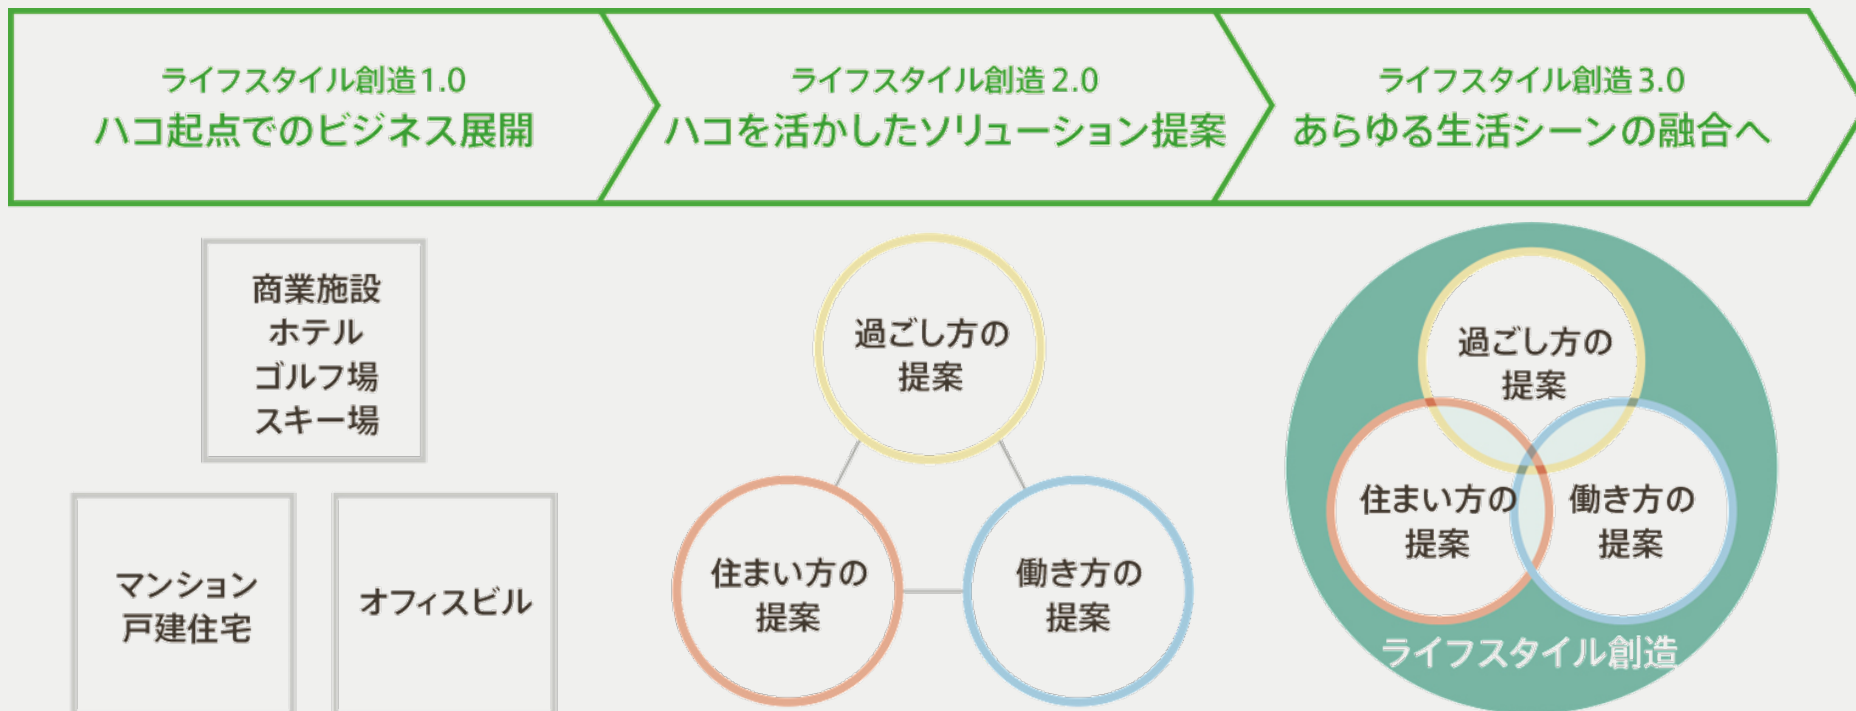 ライフスタイル創造1.0
ハコ起点でのビジネス展開
ライフスタイル創造2.0
ハコを活かしたソリューション提案
ライフスタイル創造3.0
あらゆる生活シーンの融合へ
商業施設
ホテル
ゴルフ場
スキー場
マンション
戸建住宅
オフィスビル
過ごし方の
提案
住まい方の
提案
働き方の
提案
過ごし方の
提案
住まい方の
提案
働き方の
提案
ライフスタイル創造